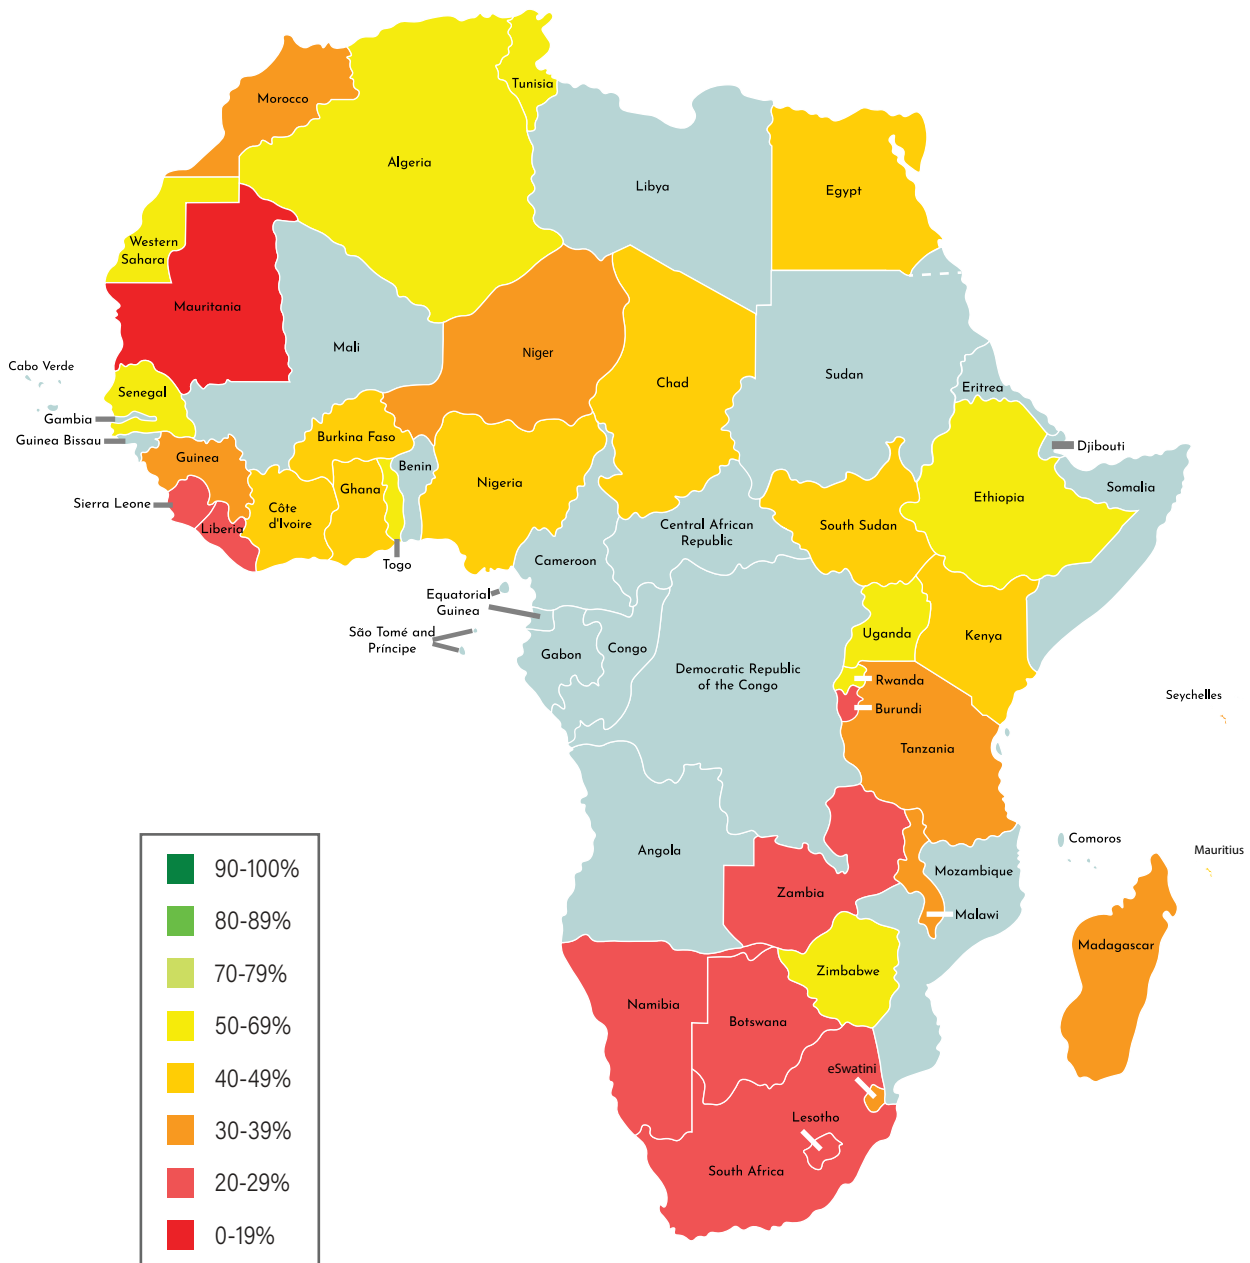 Tunisia
Morocco
Algeria
Libya
Egypt
Western
Sahara
Mauritania
Mali
Niger
Chad
Sudan
Eritrea
Cabo Verde
Senegal
Gambia
Guinea Bissau
Guinea
Burkina Faso
Benin
Nigeria
Ghana
Djibouti
Somalia
Ethiopia
Sierra Leone
Liberia
Côte
d'Ivoire
Togo
Central African
Republic
South Sudan
Cameroon
Equatorial
Guinea
São Tomé and
Príncipe
Gabon
Congo
Democratic Republic
of the Congo
Uganda
Kenya
Rwanda
Burundi
Tanzania
Seychelles
Comoros
Mauritius
Angola
Zambia
Mozambique
Malawi
Madagascar
Zimbabwe
Namibia
Botswana
eSwatini
Lesotho
South Africa
90-100%
80-89%
70-79%
50-69%
40-49%
30-39%
20-29%
0-19%